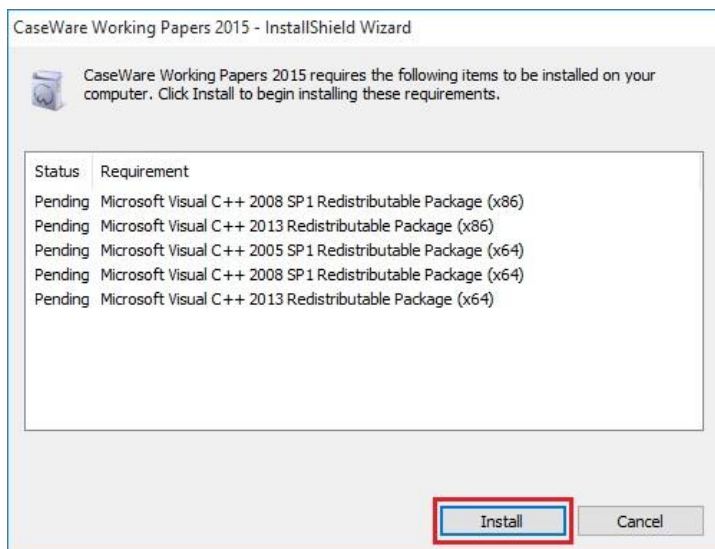 CaseWare Working Papers 2015 - InstallShield Wizard
CaseWare Working Papers 2015 requires the following items to be installed on your
computer. Click Install to begin installing these requirements.
Status Requirement
Pending Microsoft Visual C++ 2008 SP1 Redistributable Package (x86)
Pending Microsoft Visual C++ 2013 Redistributable Package (x86)
Pending Microsoft Visual C++ 2005 SP1 Redistributable Package (x64)
Pending Microsoft Visual C++ 2008 SP1 Redistributable Package (x64)
Pending Microsoft Visual C++ 2013 Redistributable Package (x64)
Install Cancel